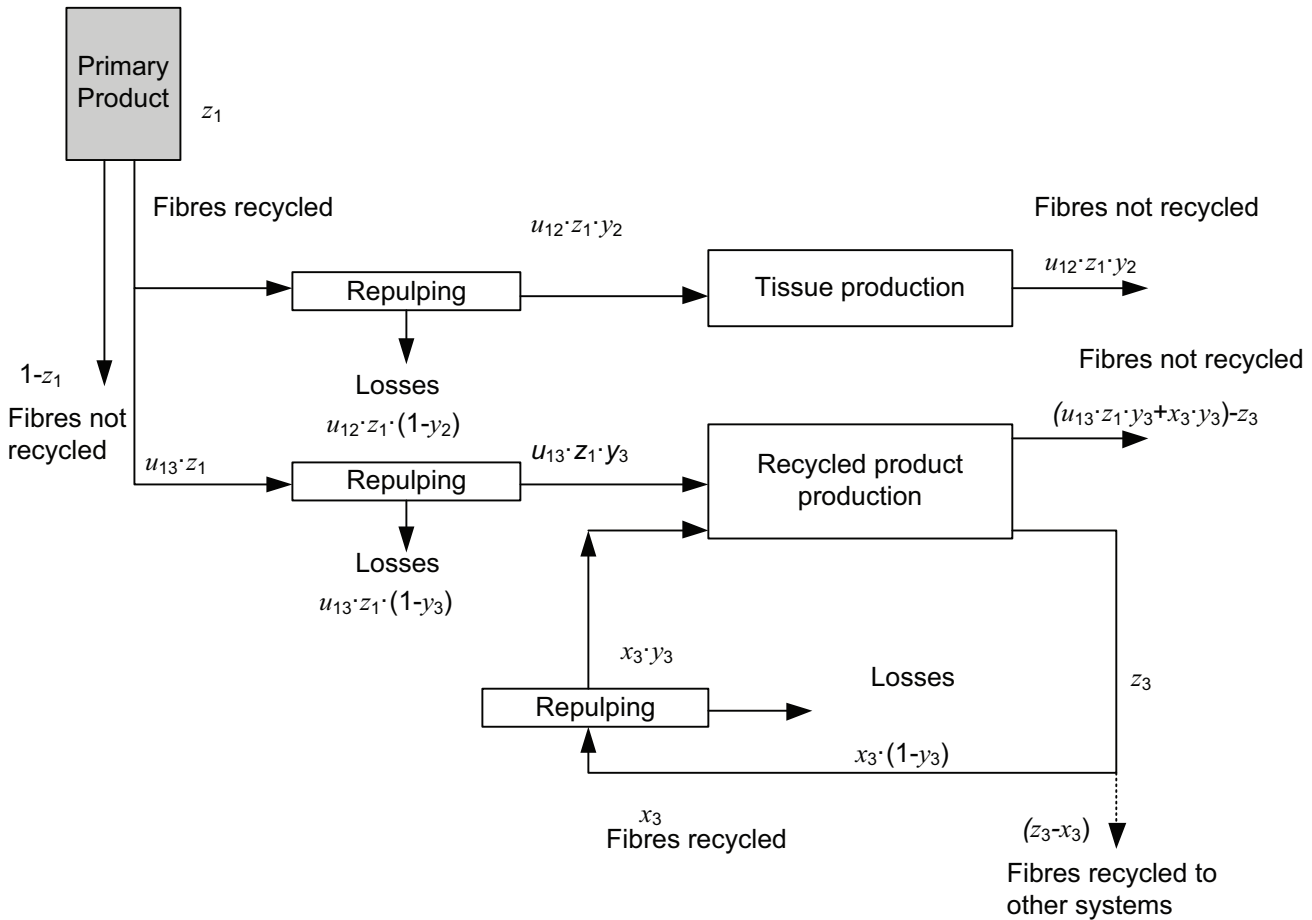 Primary
Product
z₁
Fibres recycled
u₁₂·z₁·y₂
Fibres not recycled
u₁₂·z₁·y₂
Repulping
Tissue production
Losses
u₁₂·z₁·(1-y₂)
1-z₁
Fibres not
recycled
Fibres not recycled
(u₁₃·z₁·y₃+x₃·y₃)-z₃
u₁₃·z₁
Repulping
u₁₃·z₁·y₃
Recycled product
production
Losses
u₁₃·z₁·(1-y₃)
x₃·y₃
Losses
z₃
Repulping
x₃·(1-y₃)
x₃
Fibres recycled
(z₃-x₃)
Fibres recycled to
other systems